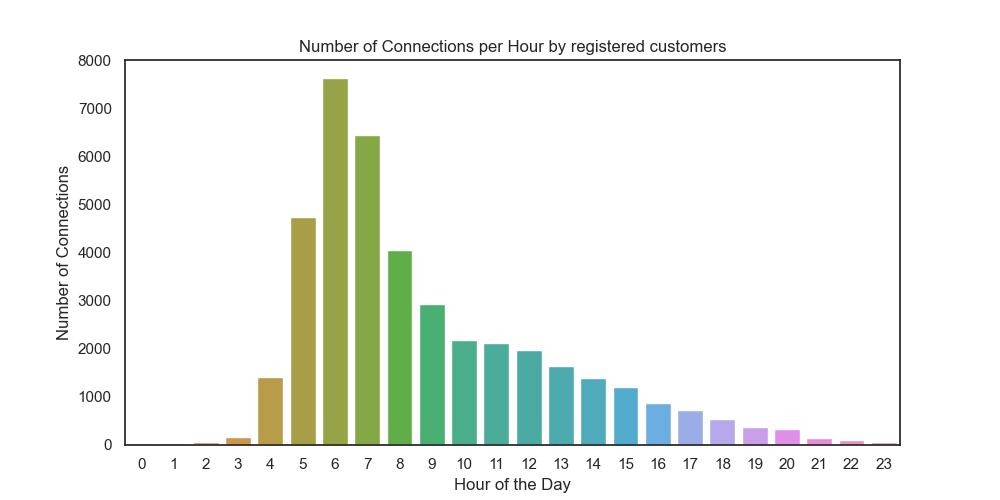 Number of Connections per Hour by registered customers
Number of Connections
8000
7000
6000
5000
4000
3000
2000
1000
0
0 1 2 3 4 5 6 7 8 9 10 11 12 13 14 15 16 17 18 19 20 21 22 23
Hour of the Day